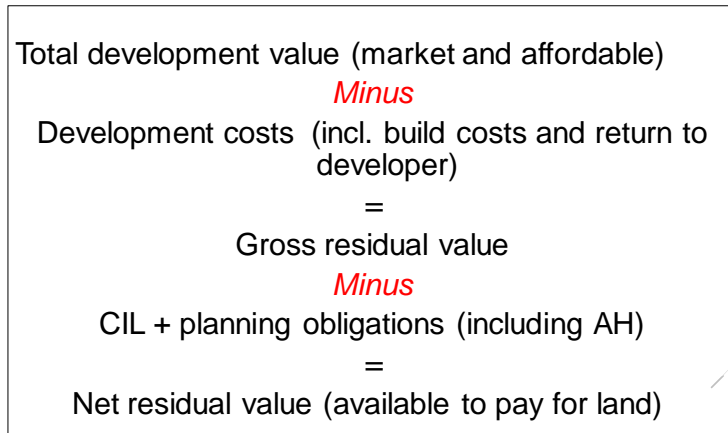 Total development value (market and affordable)
Minus
Development costs (incl. build costs and return to
developer)
=
Gross residual value
Minus
CIL + planning obligations (including AH)
=
Net residual value (available to pay for land)